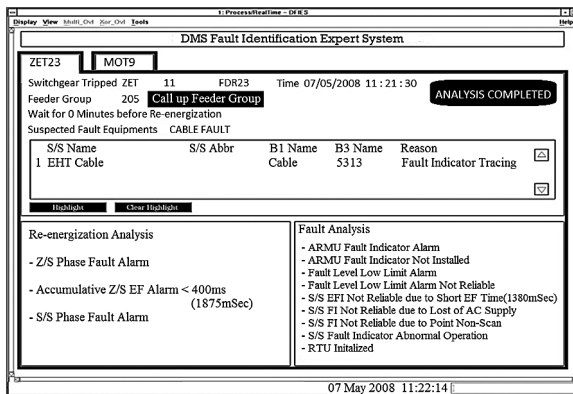 1: Process/RealTime - DFIES
Display View Multi_Ovl Xor_Ovl Tools Help
DMS Fault Identification Expert System
ZET23 MOT9
Switchgear Tripped ZET 11 FDR23 Time 07/05/2008 11:21:30
Feeder Group 205 Call up Feeder Group ANALYSIS COMPLETED
Wait for 0 Minutes before Re-energization
Suspected Fault Equipments CABLE FAULT
S/S Name S/S Abbr B1 Name B3 Name Reason
1 EHT Cable Cable 5313 Fault Indicator Tracing
Highlight Clear Highlight
Re-energization Analysis
- Z/S Phase Fault Alarm
- Accumulative Z/S EF Alarm < 400ms
(1875mSec)
- S/S Phase Fault Alarm
Fault Analysis
- ARMU Fault Indicator Alarm
- ARMU Fault Indicator Not Installed
- Fault Level Low Limit Alarm
- Fault Level Low Limit Alarm Not Reliable
- S/S EFI Not Reliable due to Short EF Time(1380mSec)
- S/S FI Not Reliable due to Lost of AC Supply
- S/S FI Not Reliable due to Point Non-Scan
- S/S Fault Indicator Abnormal Operation
- RTU Initalized
07 May 2008 11:22:14